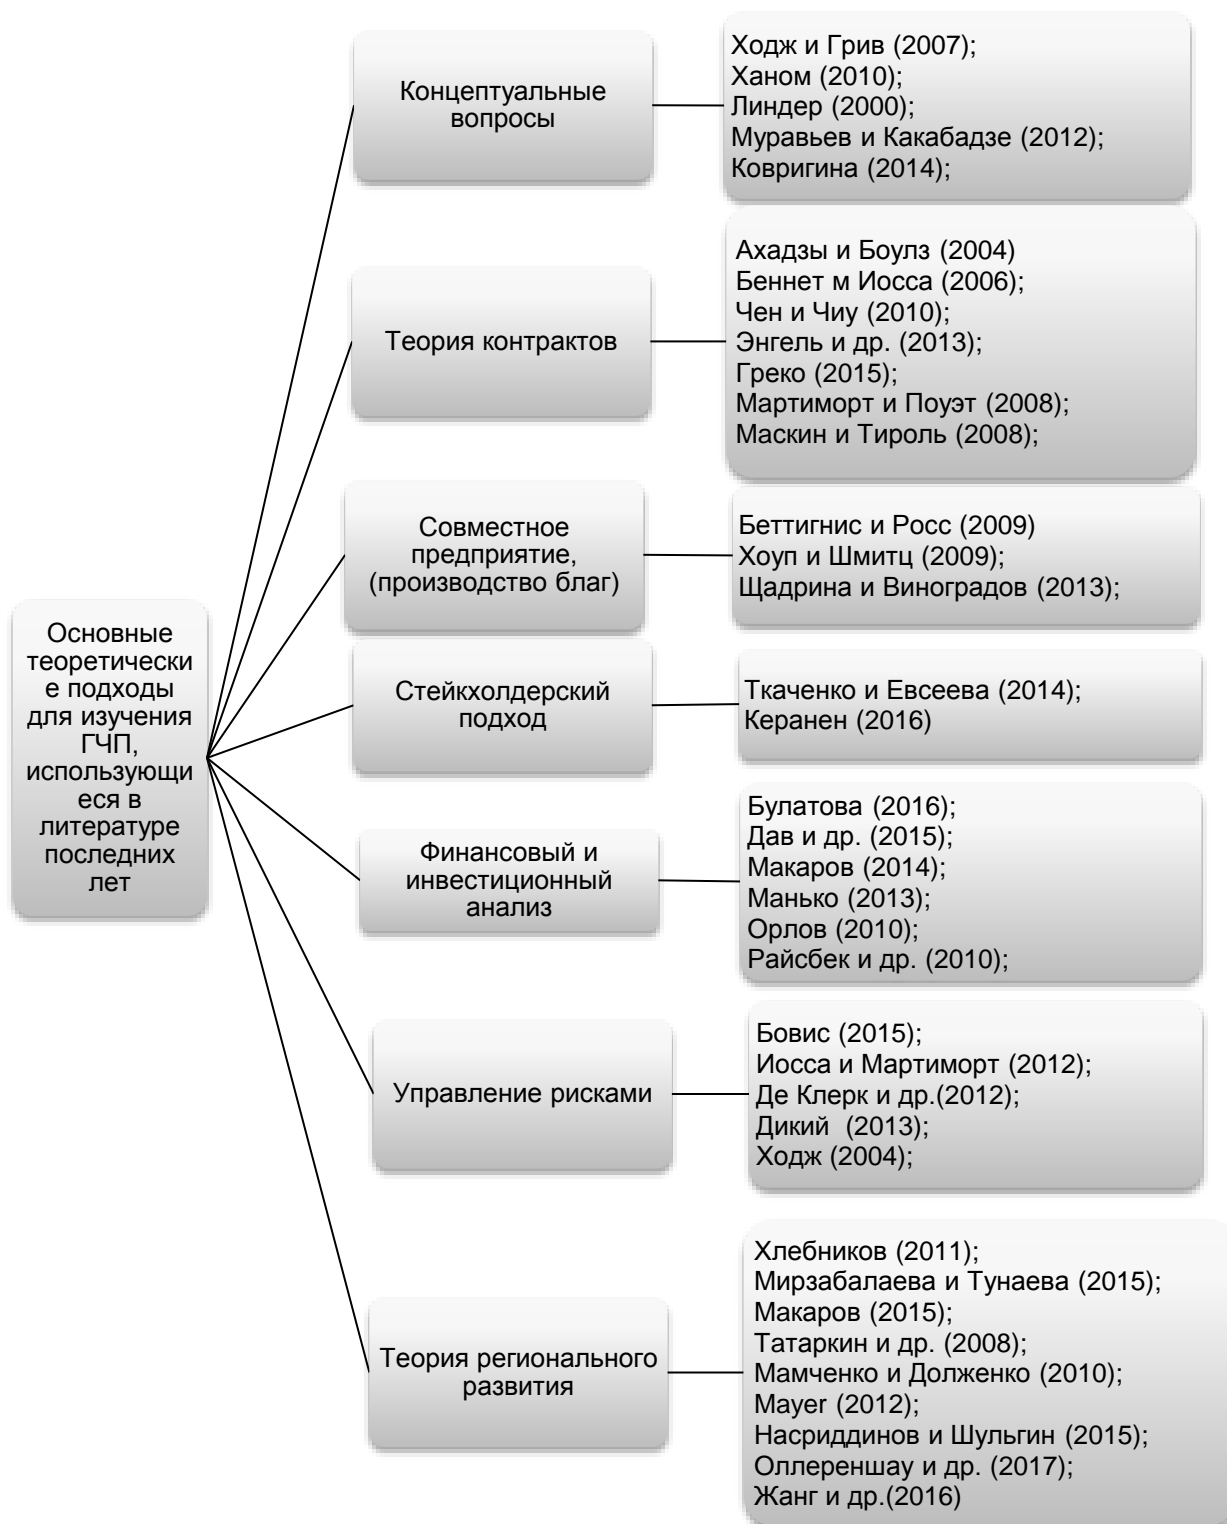 Основные
теоретически
е подходы
для изучения
ГЧП,
использующи
еся в
литературе
последних
лет
Концептуальные
вопросы
Ходж и Грив (2007);
Ханом (2010);
Линдер (2000);
Муравьев и Какабадзе (2012);
Ковригина (2014);
Теория контрактов
Ахадзы и Боулз (2004)
Беннет м Иосса (2006);
Чен и Чиу (2010);
Энгель и др. (2013);
Греко (2015);
Мартиморт и Поуэт (2008);
Маскин и Тироль (2008);
Совместное
предприятие,
(производство благ)
Беттигнис и Росс (2009)
Хоуп и Шмитц (2009);
Щадрина и Виноградов (2013);
Стейкхолдерский
подход
Ткаченко и Евсеева (2014);
Керанен (2016)
Финансовый и
инвестиционный
анализ
Булатова (2016);
Дав и др. (2015);
Макаров (2014);
Манько (2013);
Орлов (2010);
Райсбек и др. (2010);
Управление рисками
Бовис (2015);
Иосса и Мартиморт (2012);
Де Клерк и др.(2012);
Дикий (2013);
Ходж (2004);
Теория регионального
развития
Хлебников (2011);
Мирзабалаева и Тунаева (2015);
Макаров (2015);
Татаркин и др. (2008);
Мамченко и Долженко (2010);
Mayer (2012);
Насриддинов и Шульгин (2015);
Оллереншау и др. (2017);
Жанг и др.(2016)